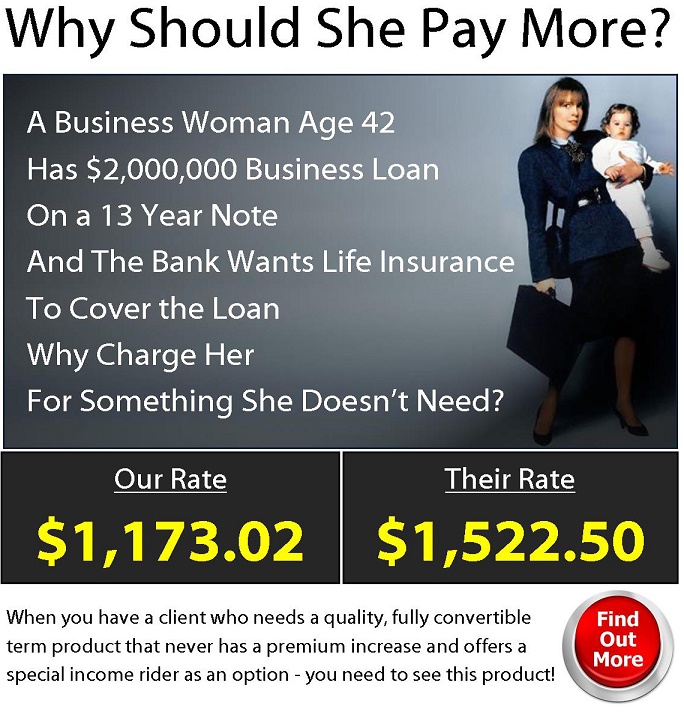 Why Should She Pay More?
A Business Woman Age 42
Has $2,000,000 Business Loan
On a 13 Year Note
And The Bank Wants Life Insurance
To Cover the Loan
Why Charge Her
For Something She Doesn't Need?
Our Rate
$1,173.02
Their Rate
$1,522.50
When you have a client who needs a quality, fully convertible
term product that never has a premium increase and offers a
special income rider as an option - you need to see this product!
Find
Out
More